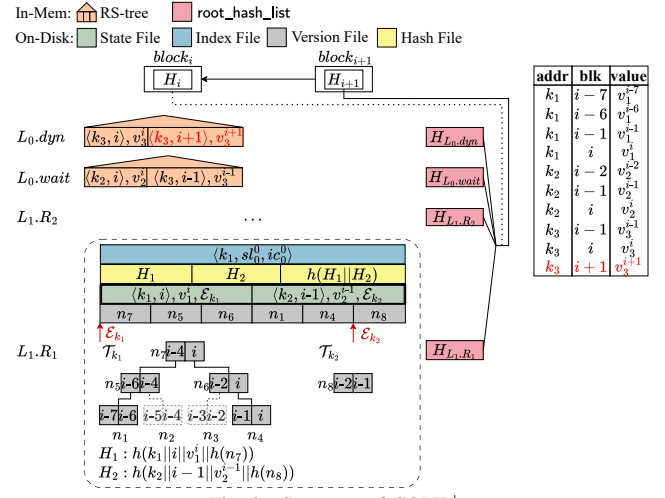 In-Mem: RS-tree root_hash_list
On-Disk: State File Index File Version File Hash File
block_i block_{i+1}
H_i H_{i+1}
addr blk value
k_1 i−7 v_1^{i-7}
k_1 i−6 v_1^{i-6}
k_1 i−1 v_1^{i-1}
k_1 i v_1^i
k_2 i−2 v_2^{i-2}
k_2 i−1 v_2^{i-1}
k_2 i v_2^i
k_3 i−1 v_3^{i-1}
k_3 i v_3^i
k_3 i+1 v_3^{i+1}
L_0.dyn ⟨k_3, i⟩, v_3^i ⟨k_3, i+1⟩, v_3^{i+1} H_{L_0.dyn}
L_0.wait ⟨k_2, i⟩, v_2^i ⟨k_3, i-1⟩, v_3^{i-1} H_{L_0.wait}
L_1.R_2 ... H_{L_1.R_2}
⟨k_1, sl_0^0, ic_0^0⟩
H_1 H_2 h(H_1||H_2)
⟨k_1, i⟩, v_1^i, ℰ_{k_1} ⟨k_2, i-1⟩, v_2^{-1}, ℰ_{k_2}
n_7 n_5 n_6 n_1 n_4 n_8
ℰ_{k_1} ℰ_{k_2}
L_1.R_1 𝒯_{k_1} n_7 i-4 i 𝒯_{k_2} H_{L_1.R_1}
n_5 i-6 i-4 n_6 i-2 i n_8 i-2 i-1
i-7 i-6 i-5 i-4 i-3 i-2 i-1 i
n_1 n_2 n_3 n_4
H_1 : h(k_1||i||v_1^i||h(n_7))
H_2 : h(k_2||i−1||v_2^{i-1}||h(n_8))